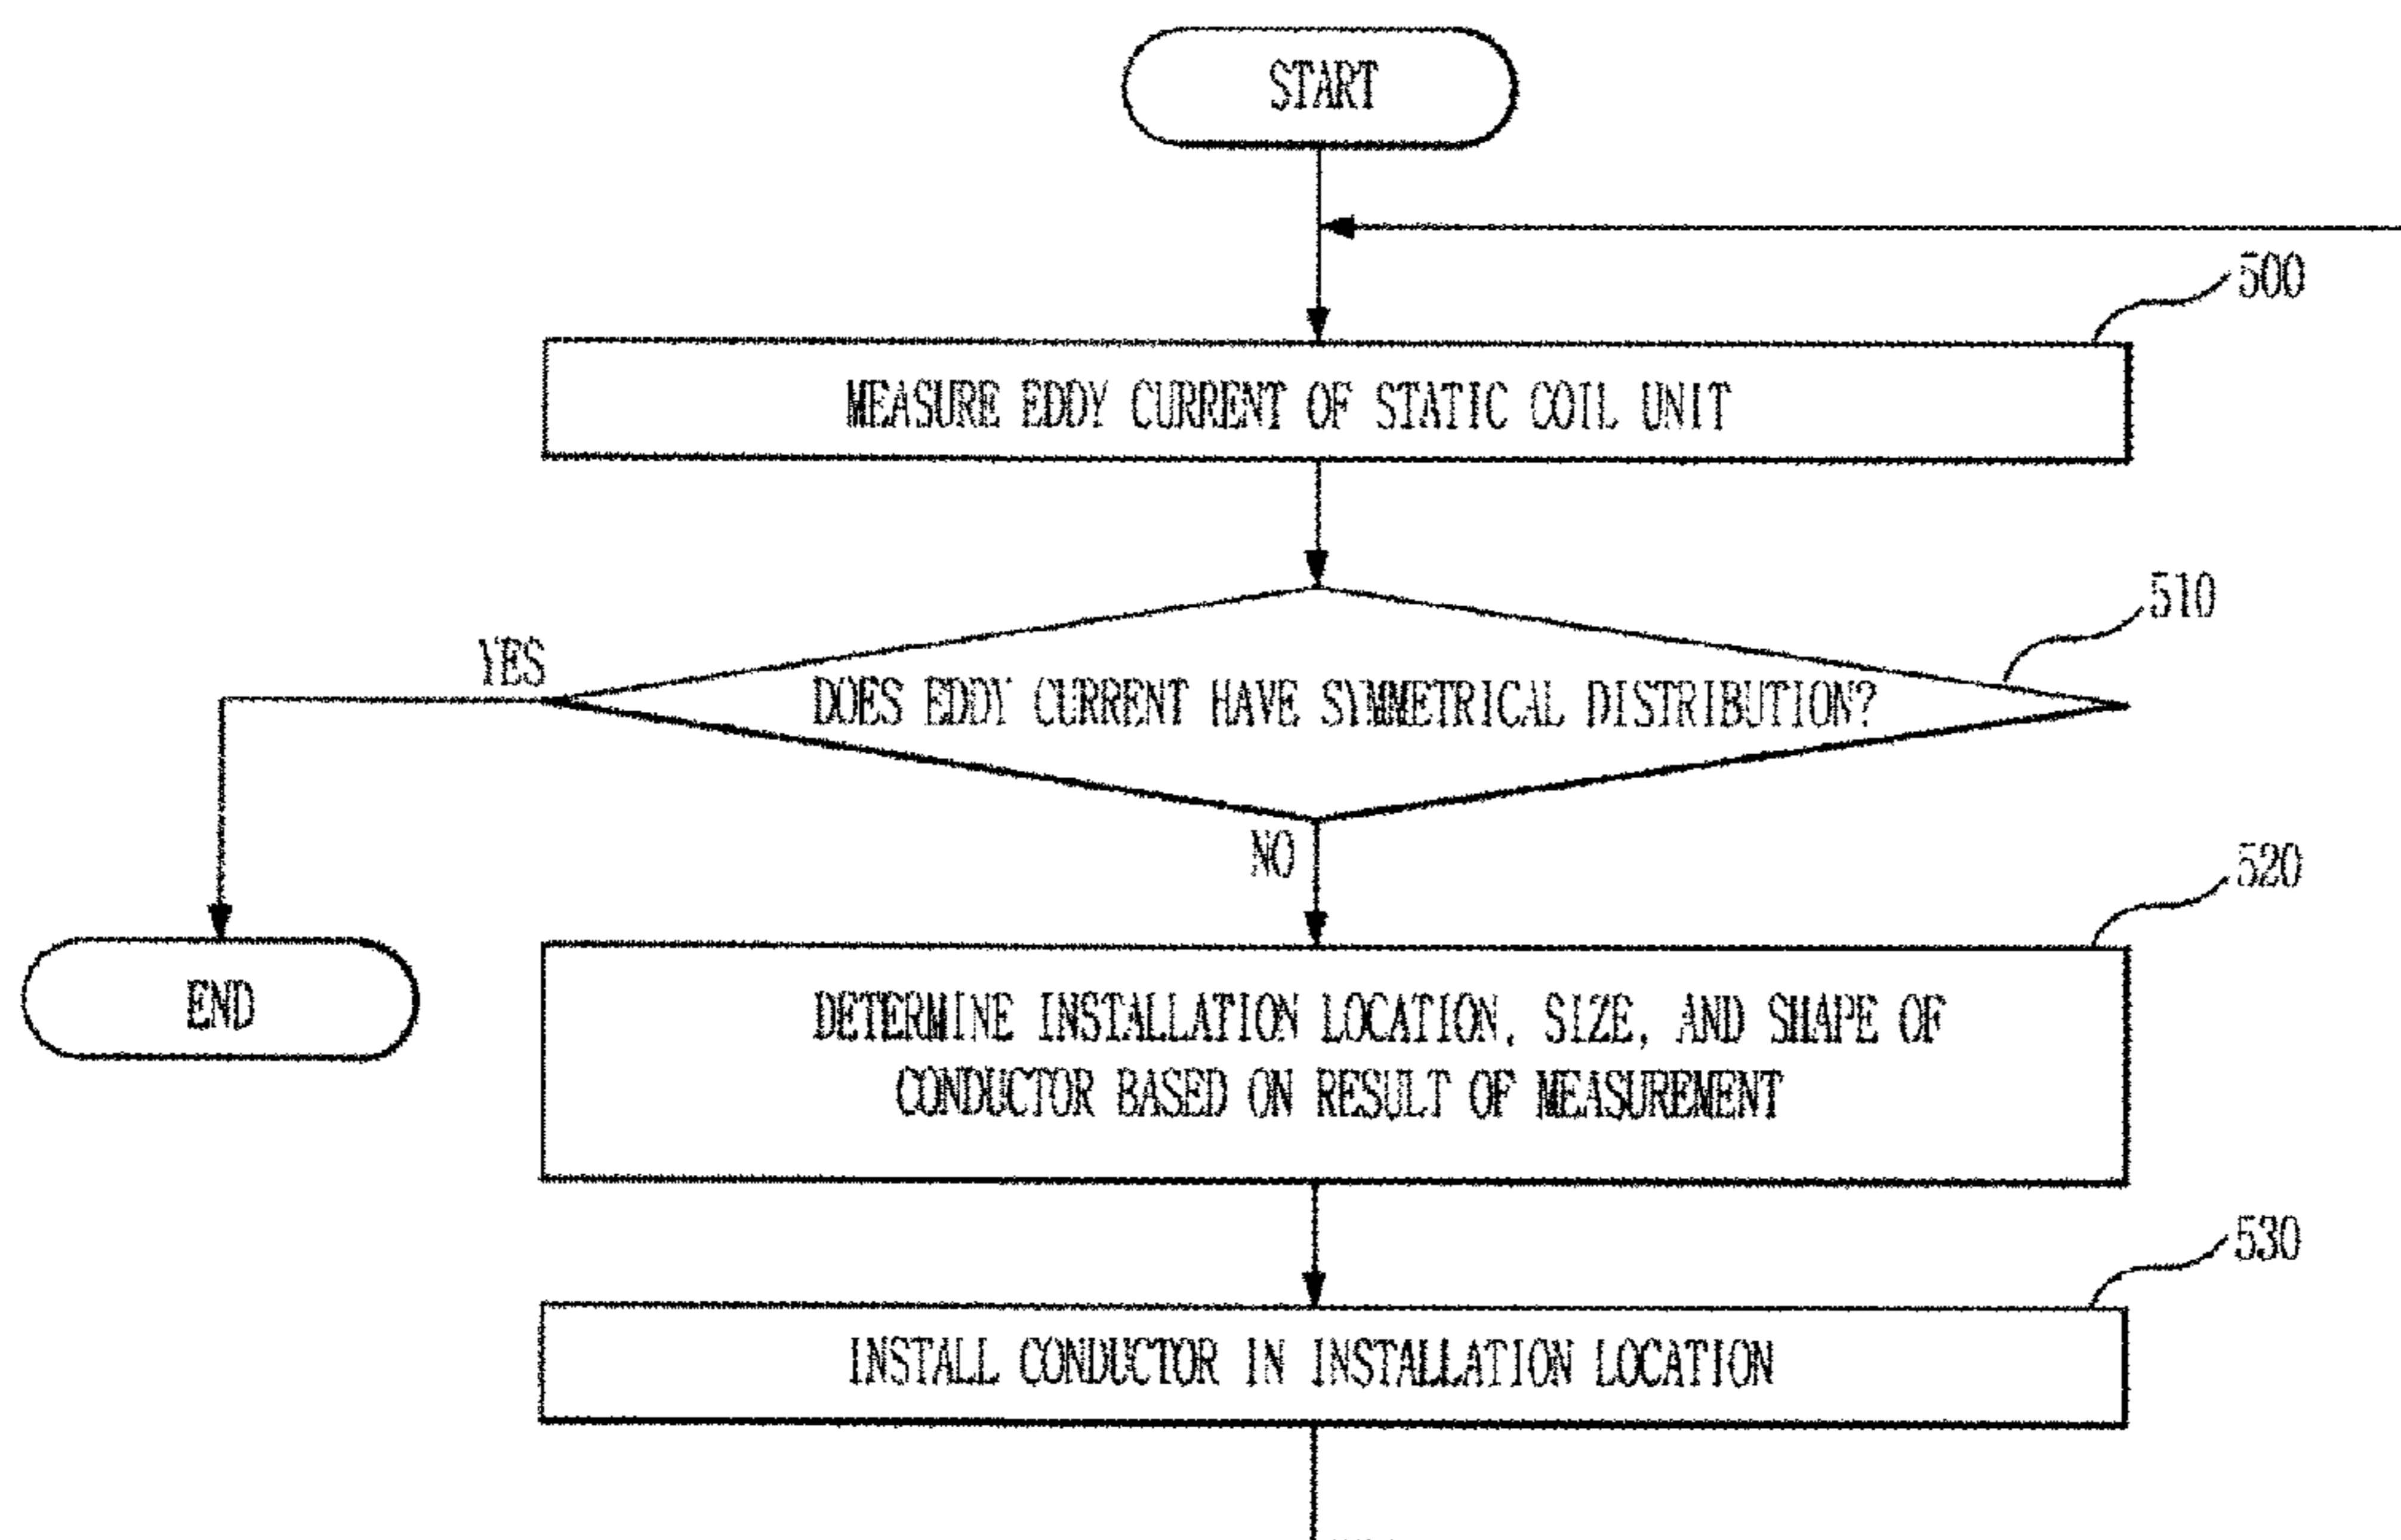 START
500
MEASURE EDDY CURRENT OF STATIC COIL UNIT
510
YES
DOES EDDY CURRENT HAVE SYMMETRICAL DISTRIBUTION?
NO
520
END
DETERMINE INSTALLATION LOCATION, SIZE, AND SHAPE OF
CONDUCTOR BASED ON RESULT OF MEASUREMENT
530
INSTALL CONDUCTOR IN INSTALLATION LOCATION